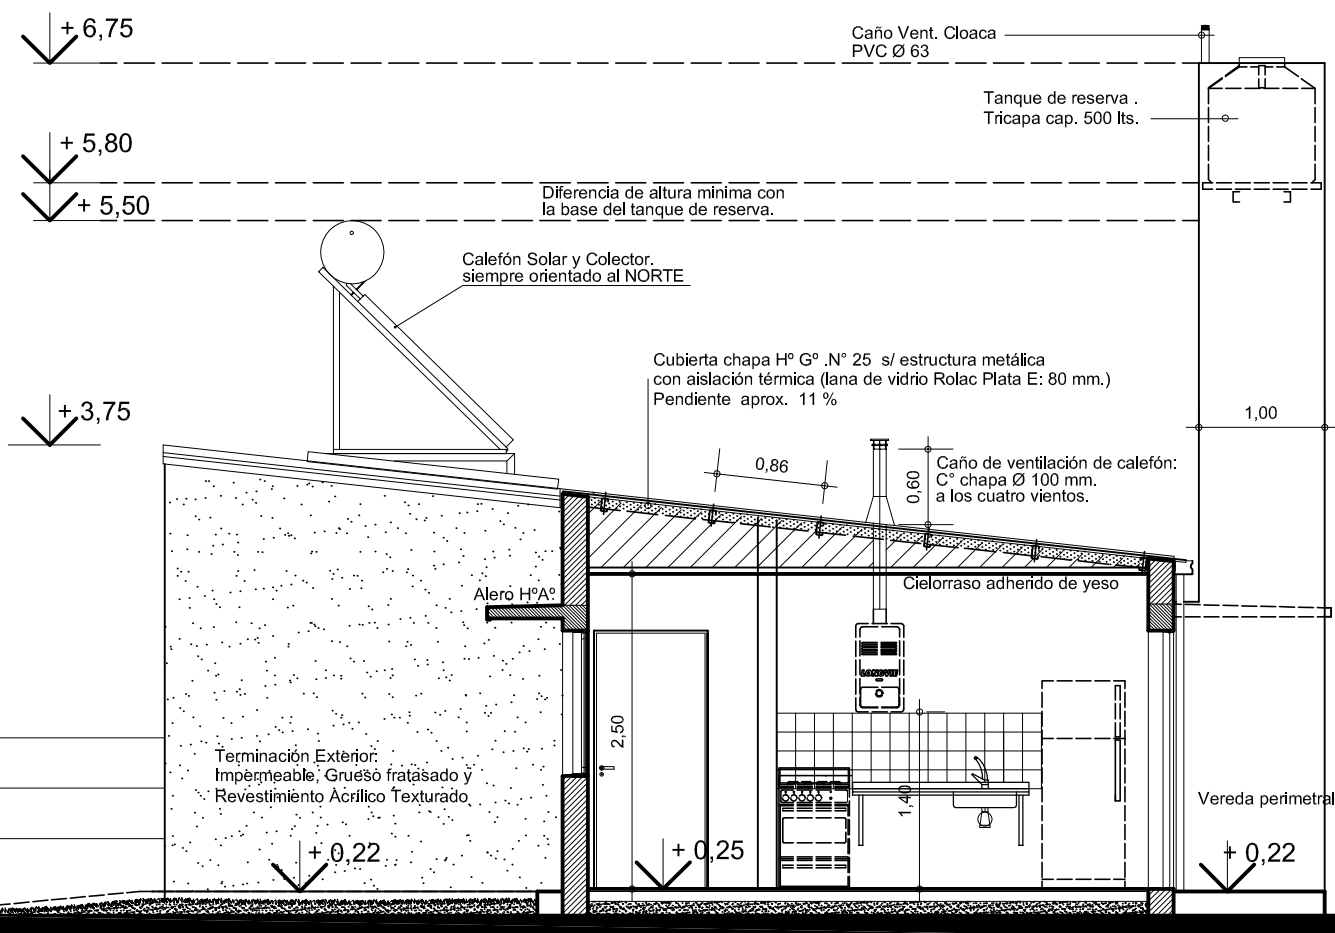 + 6,75
Caño Vent. Cloaca
PVC Ø 63
Tanque de reserva .
Tricapa cap. 500 lts.
+ 5,80
+ 5,50
Diferencia de altura minima con
la base del tanque de reserva.
Calefón Solar y Colector.
siempre orientado al NORTE
Cubierta chapa Hº Gº .N° 25 s/ estructura metálica
con aislación térmica (lana de vidrio Rolac Plata E: 80 mm.)
Pendiente aprox. 11 %
+ 3,75
1,00
0,86
0,60
Caño de ventilación de calefón:
C° chapa Ø 100 mm.
a los cuatro vientos.
Cielorraso adherido de yeso
Alero HºAº
LONGVIE
2,50
1,40
Terminación Exterior:
Impermeable, Grueso fratasado y
Revestimiento Acrílico Texturado
Vereda perimetral
+ 0,22
+ 0,25
+ 0,22